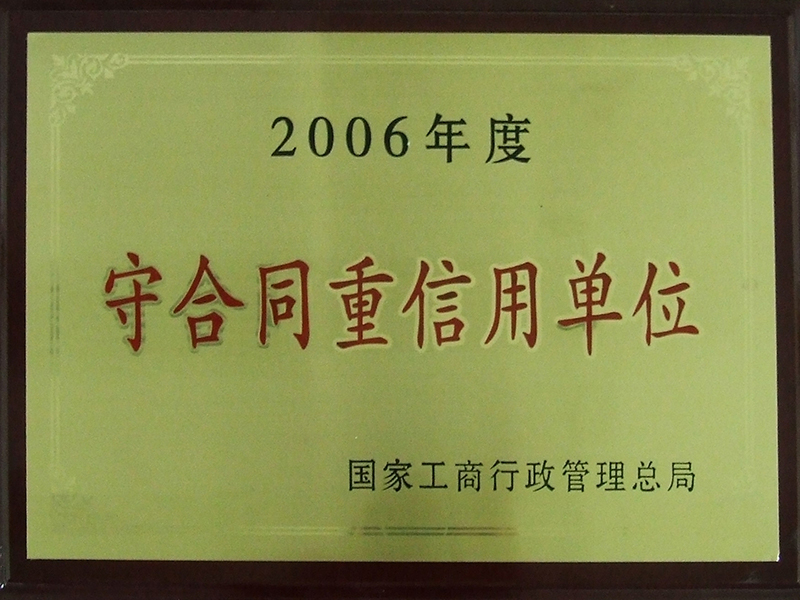 2006年度
守合同重信用单位
国家工商行政管理总局